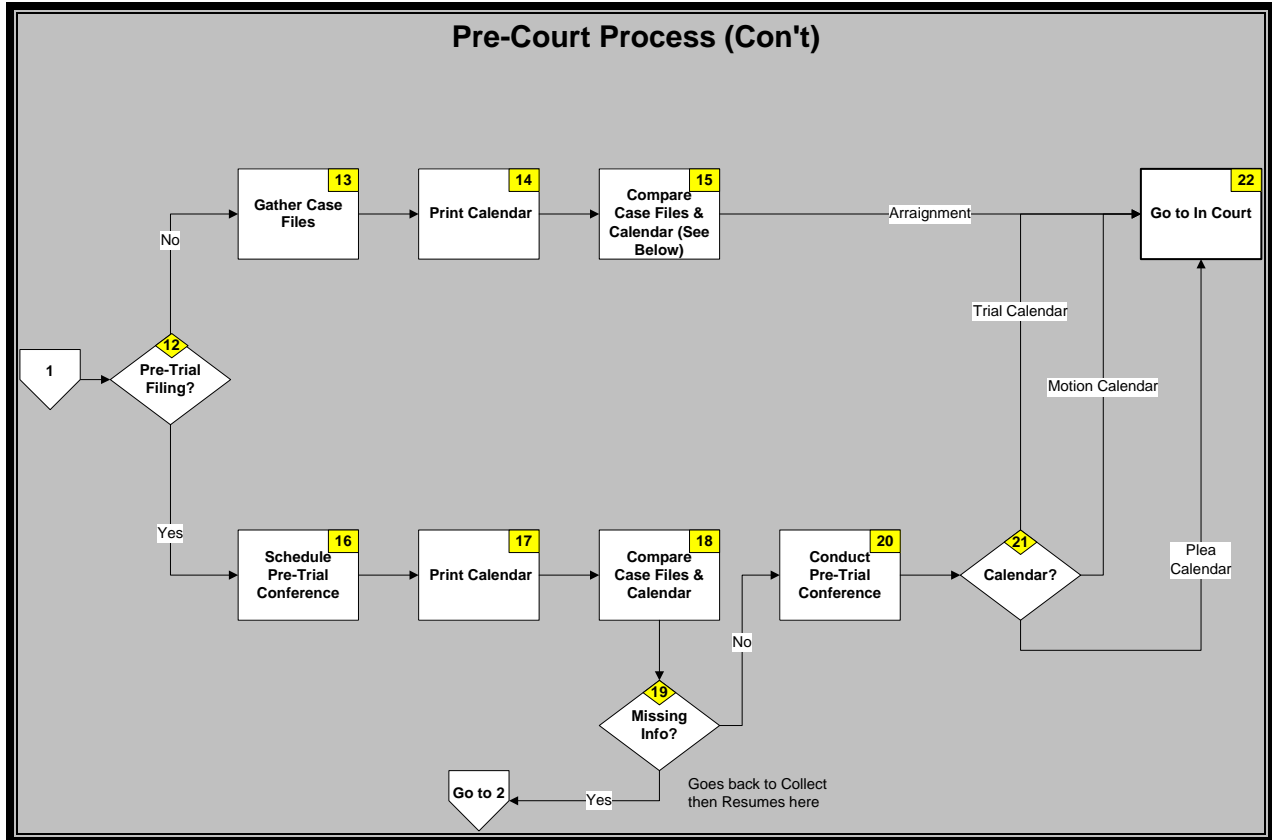 Pre-Court Process (Con't)
13
Gather Case
Files
14
Print Calendar
15
Compare
Case Files &
Calendar (See
Below)
Arraignment
22
Go to In Court
No
Trial Calendar
1
12
Pre-Trial
Filing?
Motion Calendar
Yes
16
Schedule
Pre-Trial
Conference
17
Print Calendar
18
Compare
Case Files &
Calendar
20
Conduct
Pre-Trial
Conference
21
Calendar?
Plea
Calendar
No
19
Missing
Info?
Go to 2
Yes
Goes back to Collect
then Resumes here